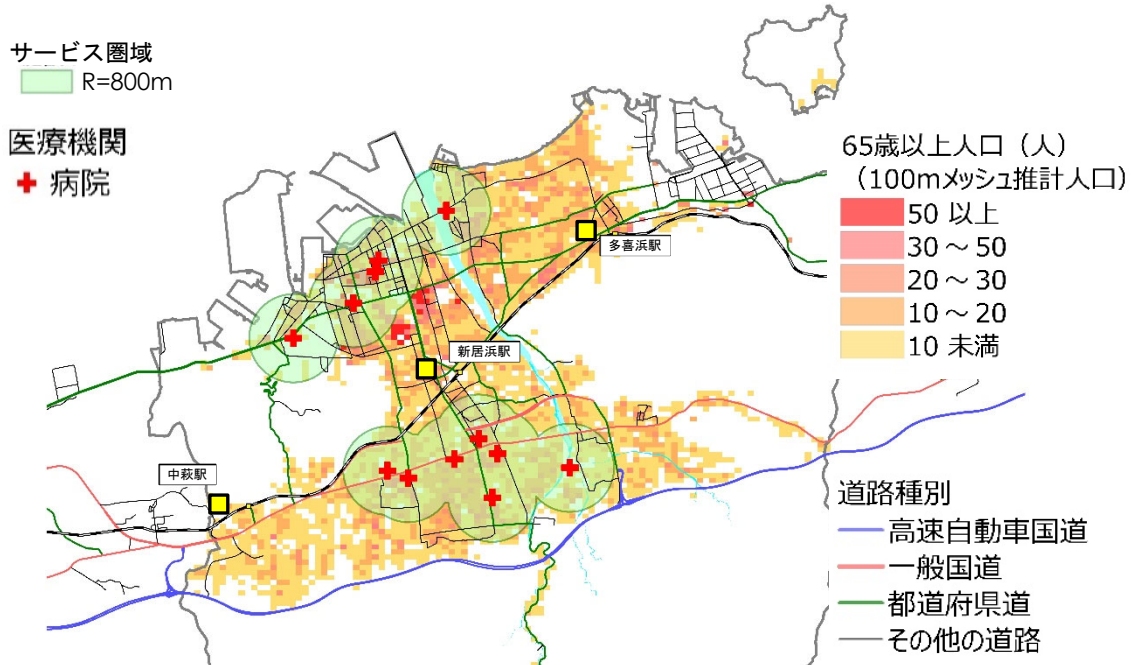 サービス圏域
R=800m
医療機関
病院
65歳以上人口（人）
（100mメッシュ推計人口）
50 以上
30～50
20～30
10～20
10 未満
多喜浜駅
新居浜駅
中萩駅
道路種別
高速自動車国道
一般国道
都道府県道
その他の道路